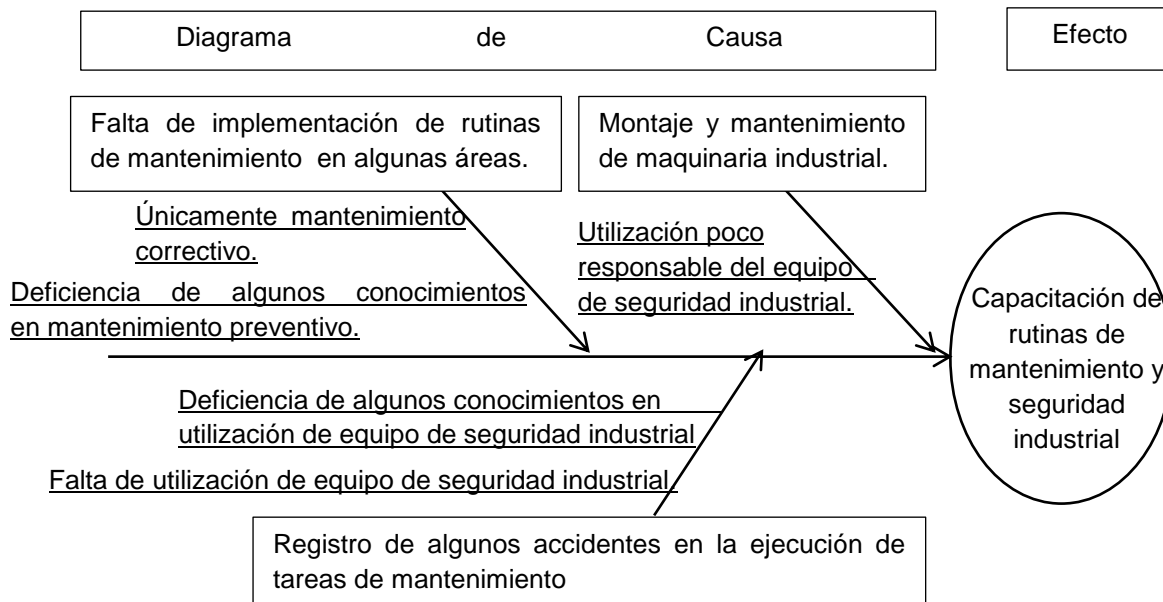 Diagrama de Causa
Efecto
Falta de implementación de rutinas
de mantenimiento en algunas áreas.
Montaje y mantenimiento
de maquinaria industrial.
Únicamente mantenimiento
correctivo.
Deficiencia de algunos conocimientos
en mantenimiento preventivo.
Utilización poco
responsable del equipo
de seguridad industrial.
Capacitación de
rutinas de
mantenimiento y
seguridad
industrial
Deficiencia de algunos conocimientos en
utilización de equipo de seguridad industrial
Falta de utilización de equipo de seguridad industrial.
Registro de algunos accidentes en la ejecución de
tareas de mantenimiento